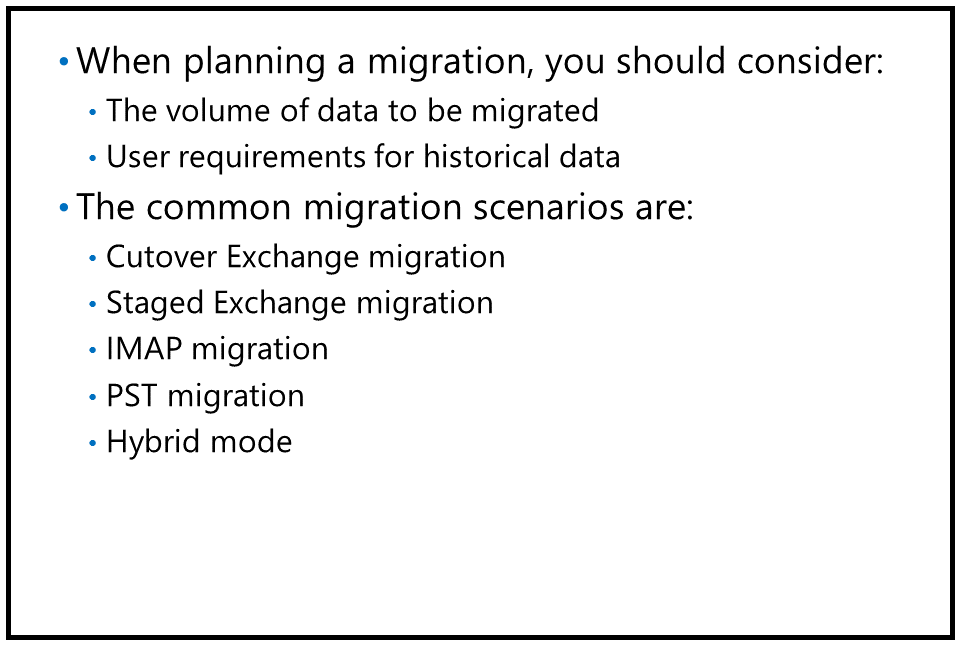 • When planning a migration, you should consider:
• The volume of data to be migrated
• User requirements for historical data
• The common migration scenarios are:
• Cutover Exchange migration
• Staged Exchange migration
• IMAP migration
• PST migration
• Hybrid mode